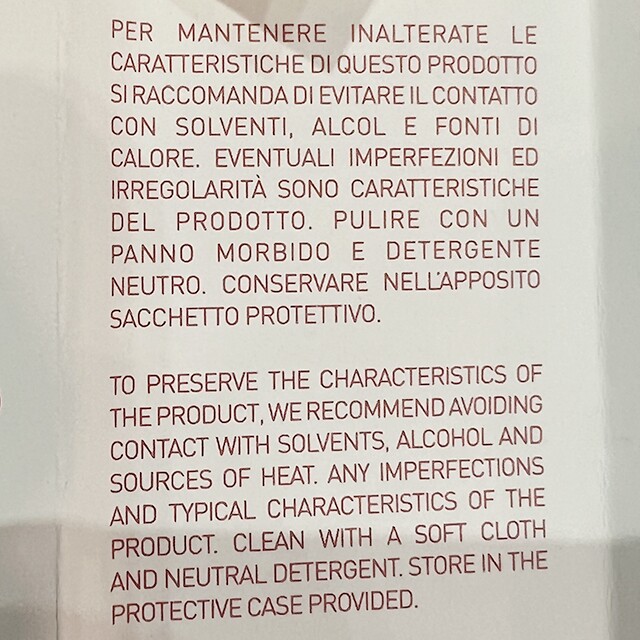 PER MANTENERE INALTERATE LE
CARATTERISTICHE DI QUESTO PRODOTTO
SI RACCOMANDA DI EVITARE IL CONTATTO
CON SOLVENTI, ALCOL E FONTI DI
CALORE. EVENTUALI IMPERFEZIONI ED
IRREGOLARITÀ SONO CARATTERISTICHE
DEL PRODOTTO. PULIRE CON UN
PANNO MORBIDO E DETERGENTE
NEUTRO. CONSERVARE NELL'APPOSITO
SACCHETTO PROTETTIVO.
TO PRESERVE THE CHARACTERISTICS OF
THE PRODUCT, WE RECOMMEND AVOIDING
CONTACT WITH SOLVENTS, ALCOHOL AND
SOURCES OF HEAT. ANY IMPERFECTIONS
AND TYPICAL CHARACTERISTICS OF THE
PRODUCT. CLEAN WITH A SOFT CLOTH
AND NEUTRAL DETERGENT. STORE IN THE
PROTECTIVE CASE PROVIDED.